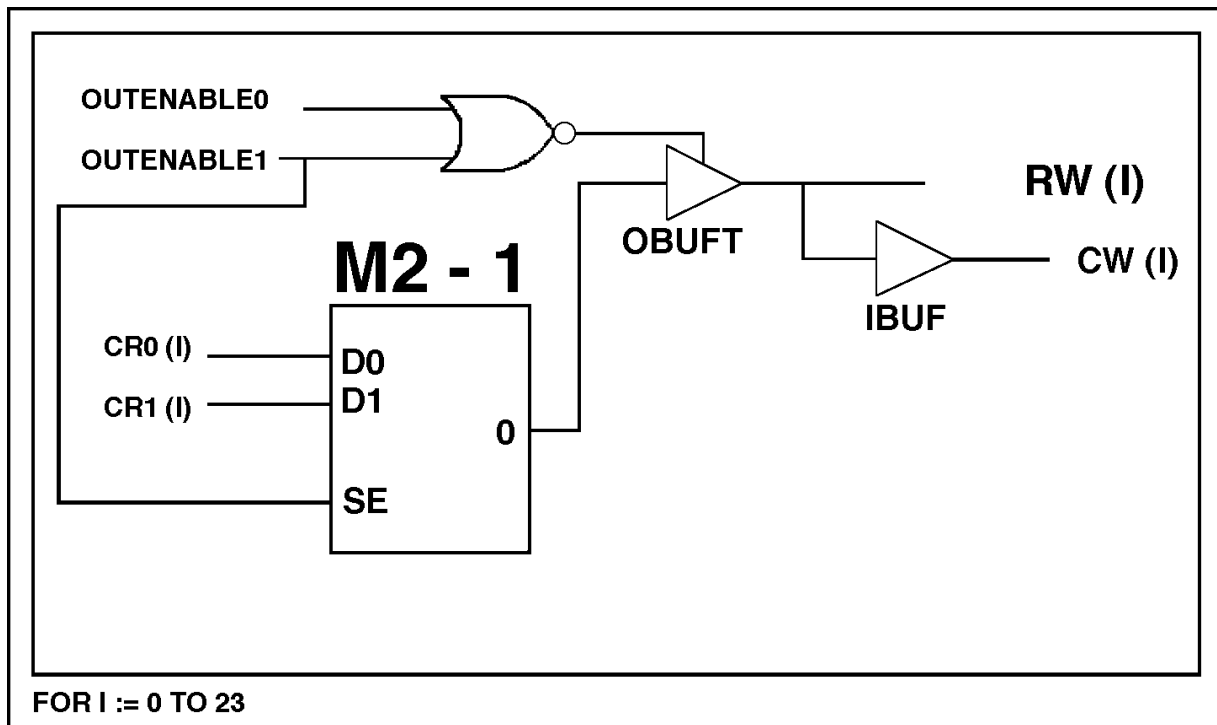 OUTENABLE0
OUTENABLE1
RW (I)
OBUFT
CW (I)
IBUF
M2 - 1
CR0 (I)
D0
CR1 (I)
D1
0
SE
FOR I := 0 TO 23